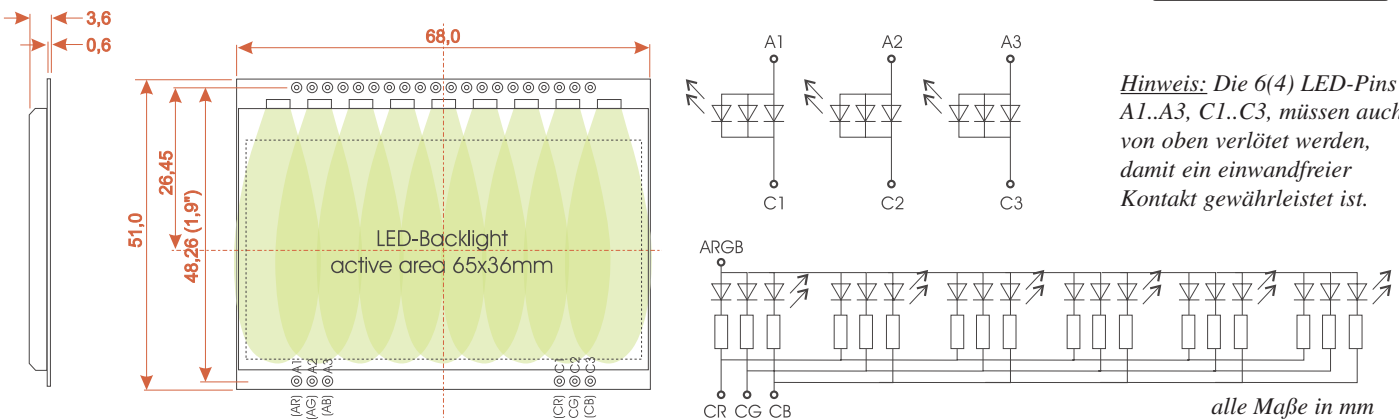 3,6
0,6
68,0
51,0
26,45
48,26 (1,9")
LED-Backlight
active area 65x36mm
A1
A2
A3
C1
C2
C3
(AR)
(AG)
(AB)
(CR)
CG)
(CB)
A1
A2
A3
C1
C2
C3
Hinweis: Die 6(4) LED-Pins
A1..A3, C1..C3, müssen auch
von oben verlötet werden,
damit ein einwandfreier
Kontakt gewährleistet ist.
ARGB
CR CG CB
alle Maße in mm